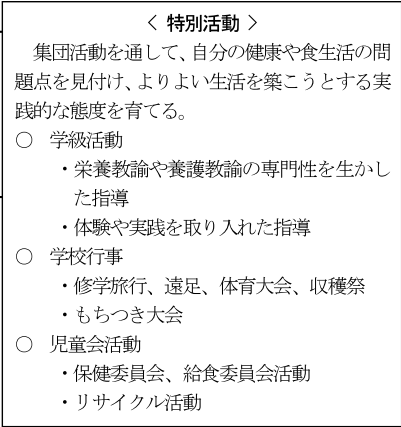 ＜ 特別活動 ＞
集団活動を通して、自分の健康や食生活の問
題点を見付け、よりよい生活を築こうとする実
践的な態度を育てる。
○　学級活動
・栄養教諭や養護教諭の専門性を生かし
た指導
・体験や実践を取り入れた指導
○　学校行事
・修学旅行、遠足、体育大会、収穫祭
・もちつき大会
○　児童会活動
・保健委員会、給食委員会活動
・リサイクル活動